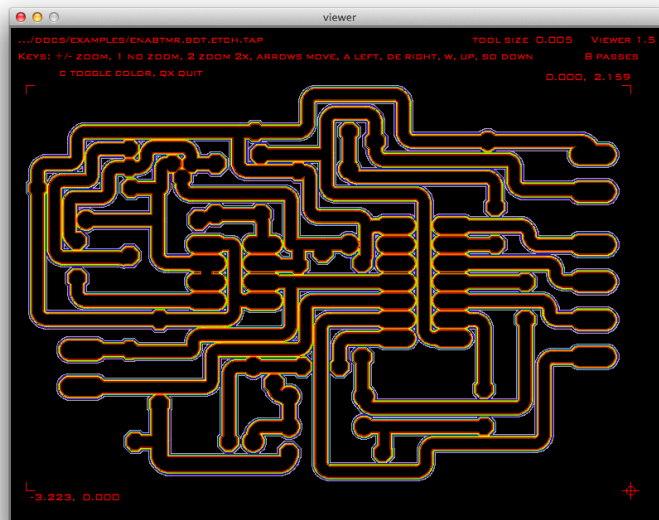 viewer
.../DOCS/EXAMPLES/ENABTMR.BOT.ETCH.TAP TOOL SIZE 0.005 VIEWER 1.5
KEYS: +/- ZOOM, 1 NO ZOOM, 2 ZOOM 2X, ARROWS MOVE, A LEFT, DE RIGHT, W, UP, SO DOWN 8 PASSES
C TOGGLE DOLOR, QX QUIT
0.000, 2.159
-3.223, 0.000